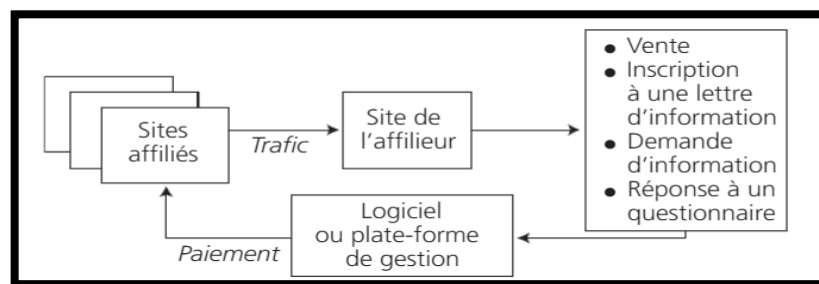 Sites
affiliés
Trafic
Site de
l'affilieur
● Vente
● Inscription
à une lettre
d'information
● Demande
d'information
● Réponse à un
questionnaire
Logiciel
ou plate-forme
de gestion
Paiement